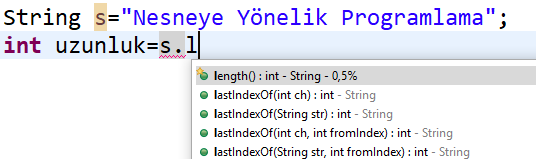 String s="Nesneye Yönelik Programlama";
int uzunluk=s.l
length() : int - String - 0,5%
lastIndexOf(int ch) : int - String
lastIndexOf(String str) : int - String
lastIndexOf(int ch, int fromIndex) : int - String
lastIndexOf(String str, int fromIndex) : int - String